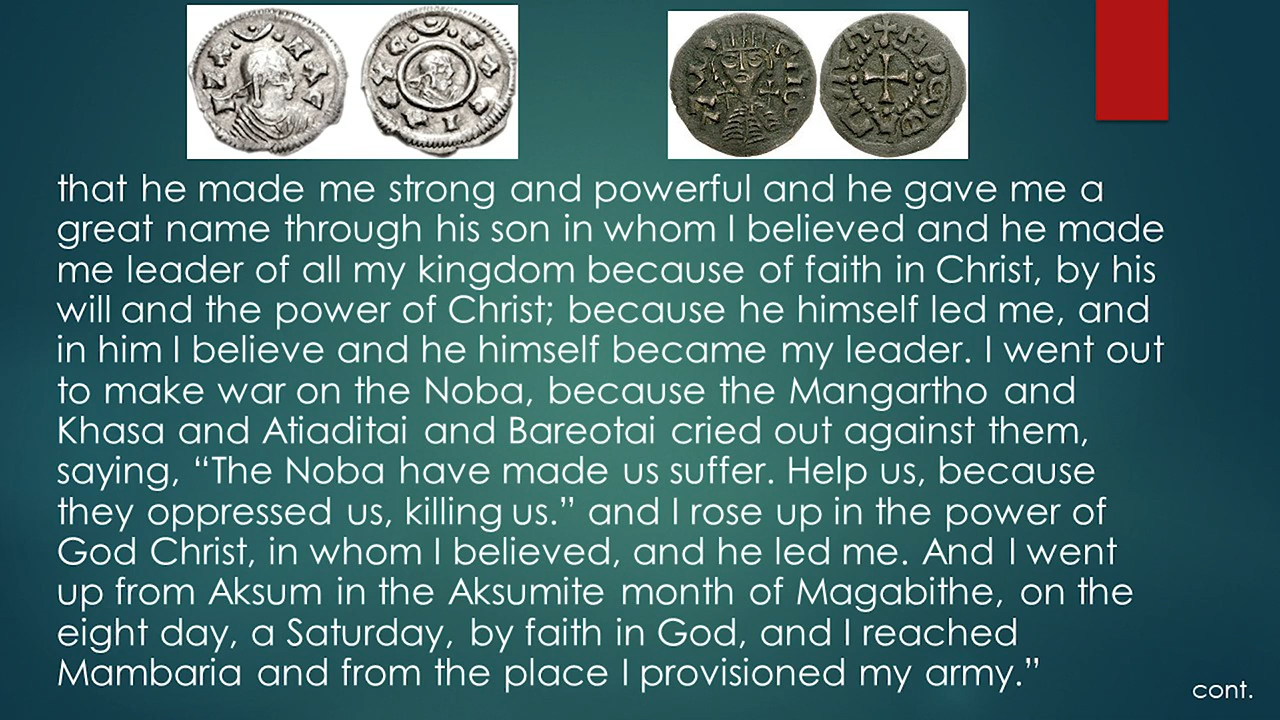 that he made me strong and powerful and he gave me a
great name through his son in whom I believed and he made
me leader of all my kingdom because of faith in Christ, by his
will and the power of Christ; because he himself led me, and
in him I believe and he himself became my leader. I went out
to make war on the Noba, because the Mangartho and
Khasa and Atiaditai and Bareotai cried out against them,
saying, “The Noba have made us suffer. Help us, because
they oppressed us, killing us.” and I rose up in the power of
God Christ, in whom I believed, and he led me. And I went
up from Aksum in the Aksumite month of Magabithe, on the
eight day, a Saturday, by faith in God, and I reached
Mambaria and from the place I provisioned my army.”
cont.